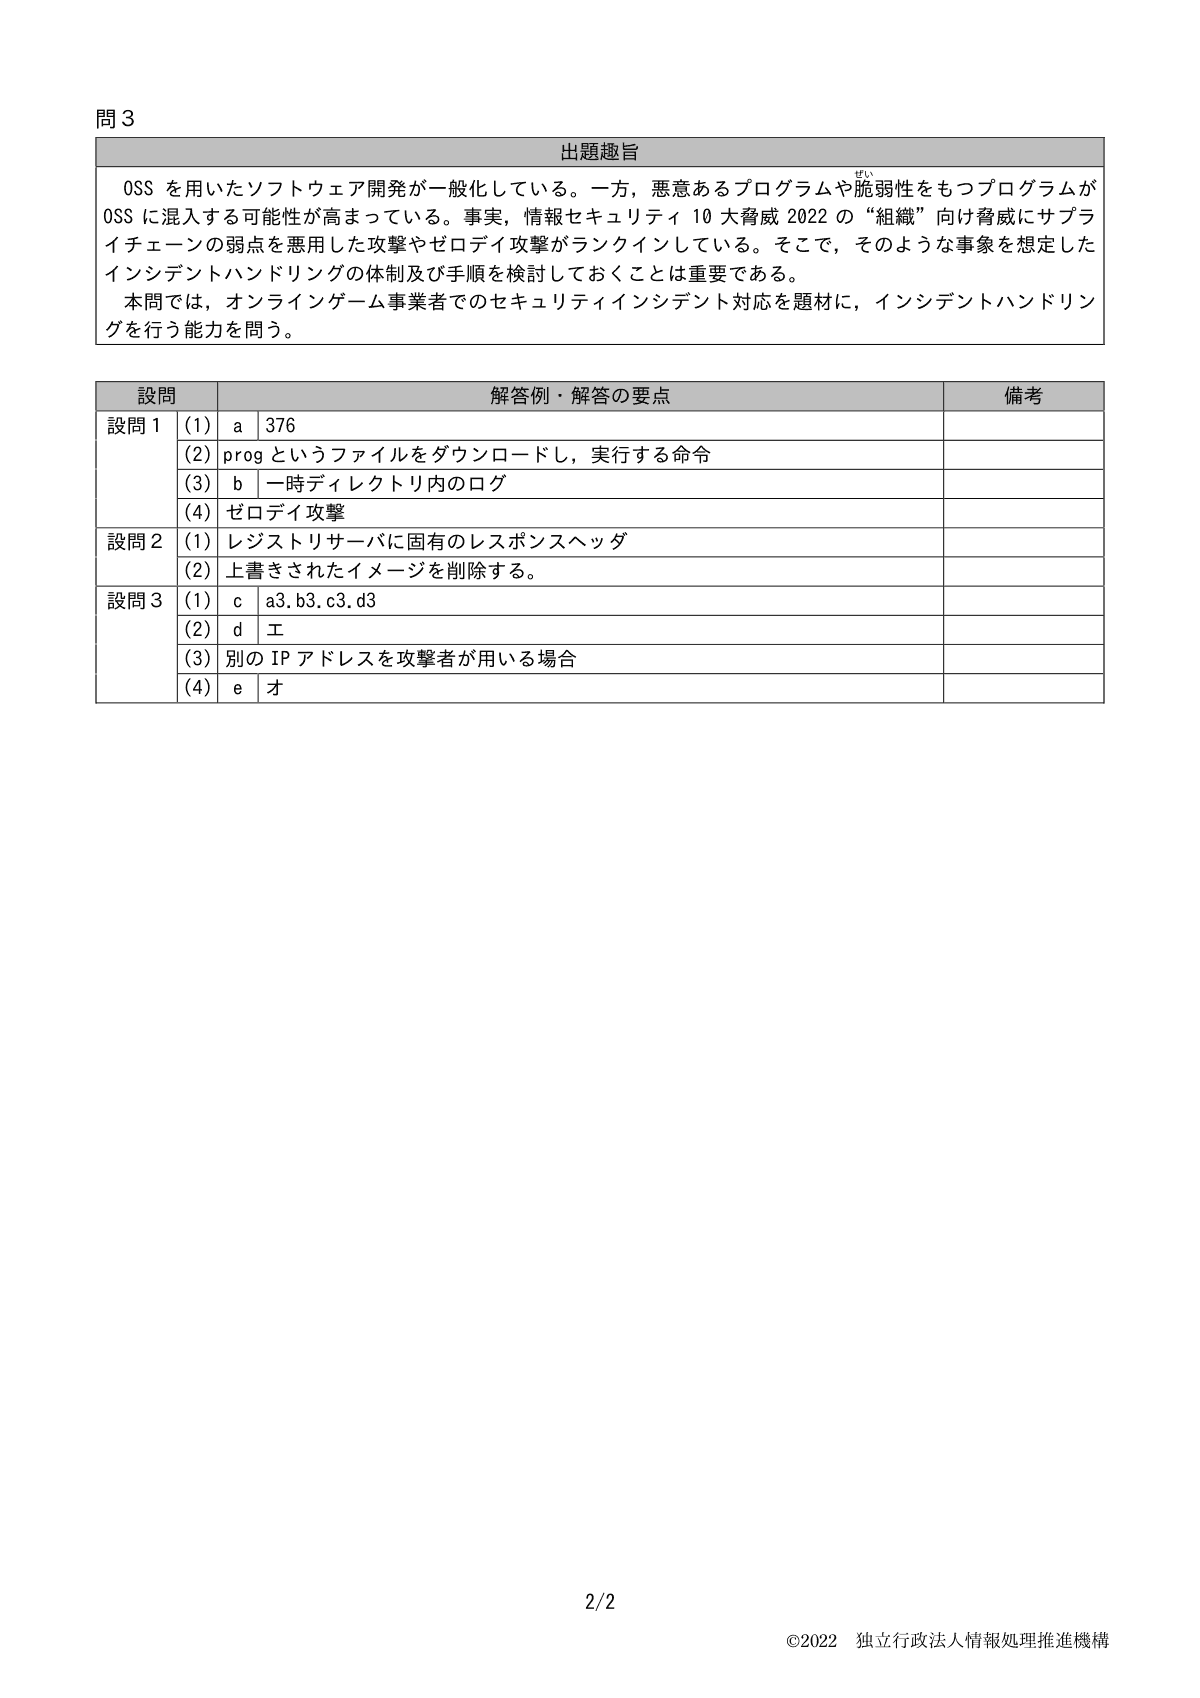 問3
出題趣旨
OSS を用いたソフトウェア開発が一般化している。一方，悪意あるプログラムや脆弱性をもつプログラムが
ぜい
OSS に混入する可能性が高まっている。事実，情報セキュリティ 10 大脅威 2022 の“組織”向け脅威にサプラ
イチェーンの弱点を悪用した攻撃やゼロデイ攻撃がランクインしている。そこで，そのような事象を想定した
インシデントハンドリングの体制及び手順を検討しておくことは重要である。
本問では，オンラインゲーム事業者でのセキュリティインシデント対応を題材に，インシデントハンドリン
グを行う能力を問う。
設問 解答例・解答の要点 備考
設問1 (1) a 376
(2) prog というファイルをダウンロードし，実行する命令
(3) b 一時ディレクトリ内のログ
(4) ゼロデイ攻撃
設問2 (1) レジストリサーバに固有のレスポンスヘッダ
(2) 上書きされたイメージを削除する。
設問3 (1) c a3.b3.c3.d3
(2) d エ
(3) 別の IP アドレスを攻撃者が用いる場合
(4) e オ
2/2
©2022 独立行政法人情報処理推進機構